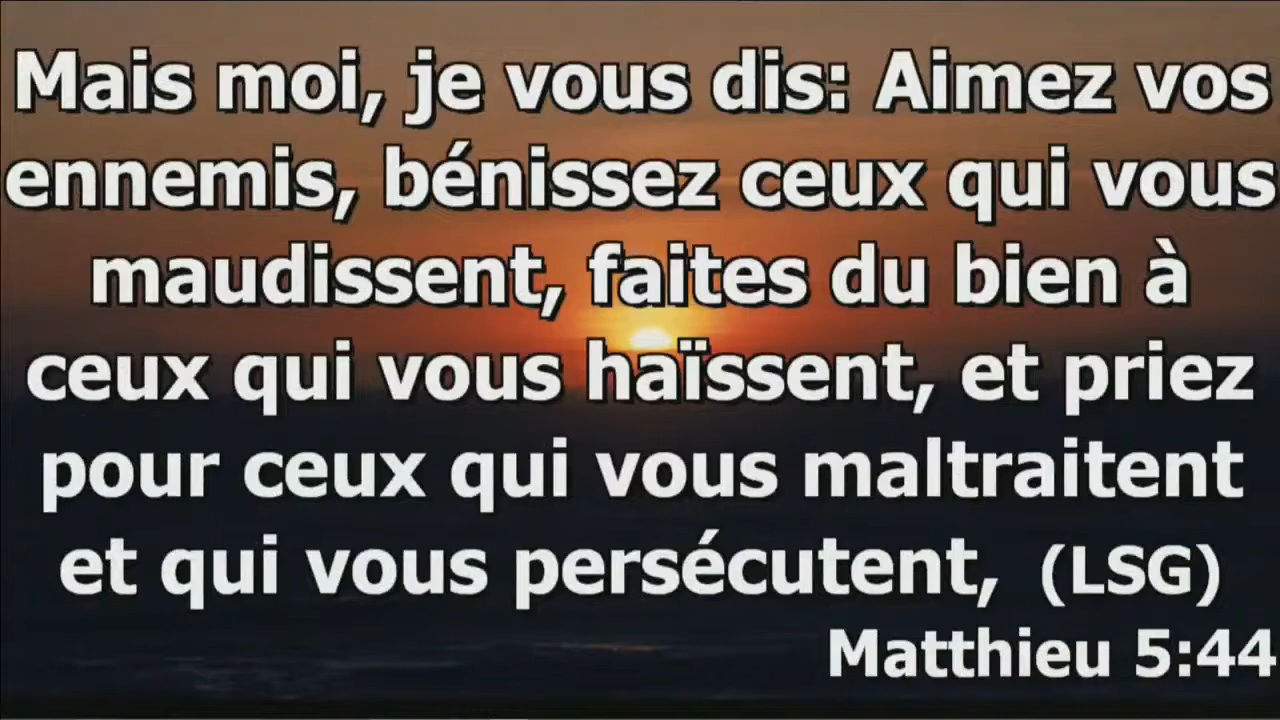 Mais moi, je vous dis: Aimez vos
ennemis, bénissez ceux qui vous
maudissent, faites du bien à
ceux qui vous haïssent, et priez
pour ceux qui vous maltraitent
et qui vous persécutent, (LSG)
Matthieu 5:44